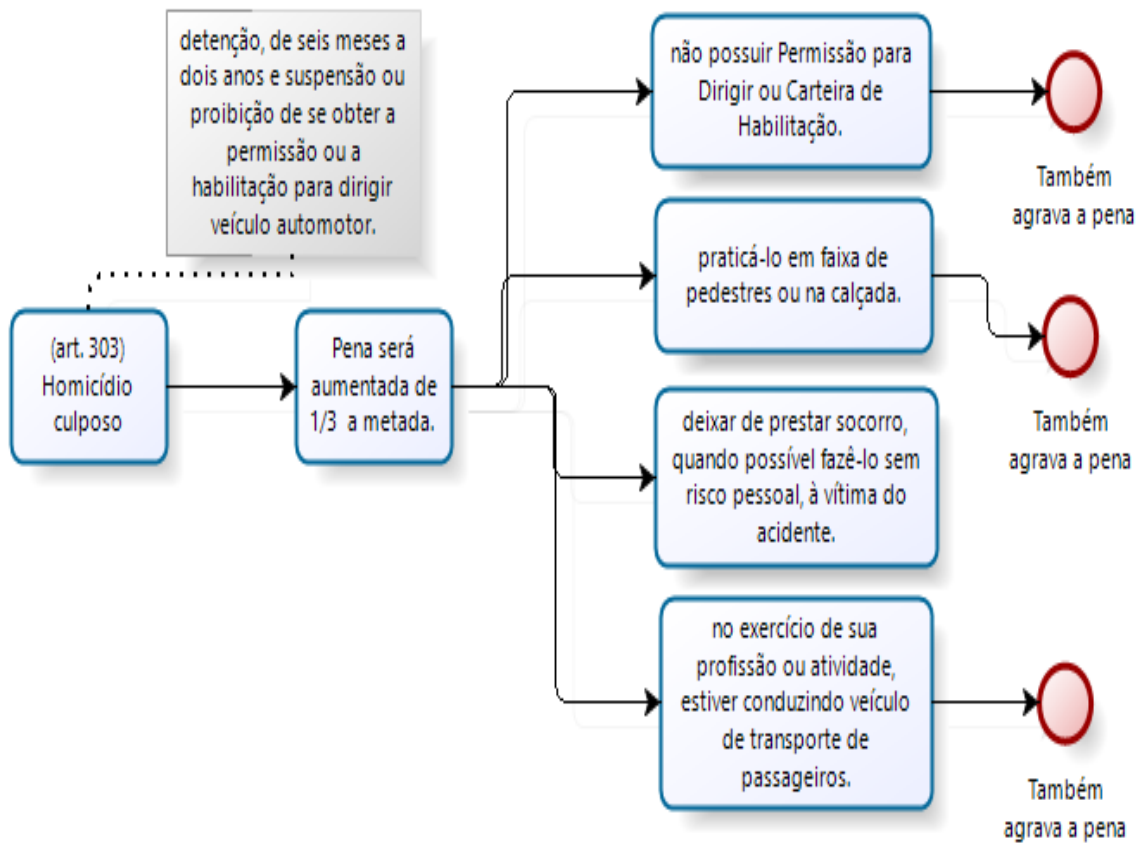 detenção, de seis meses a
dois anos e suspensão ou
proibição de se obter a
permissão ou a
habilitação para dirigir
veículo automotor.
(art. 303)
Homicídio
culposo
Pena será
aumentada de
1/3 a metada.
não possuir Permissão para
Dirigir ou Carteira de
Habilitação.
Também
agrava a pena
praticá-lo em faixa de
pedestres ou na calçada.
Também
agrava a pena
deixar de prestar socorro,
quando possível fazê-lo sem
risco pessoal, à vítima do
acidente.
no exercício de sua
profissão ou atividade,
estiver conduzindo veículo
de transporte de
passageiros.
Também
agrava a pena